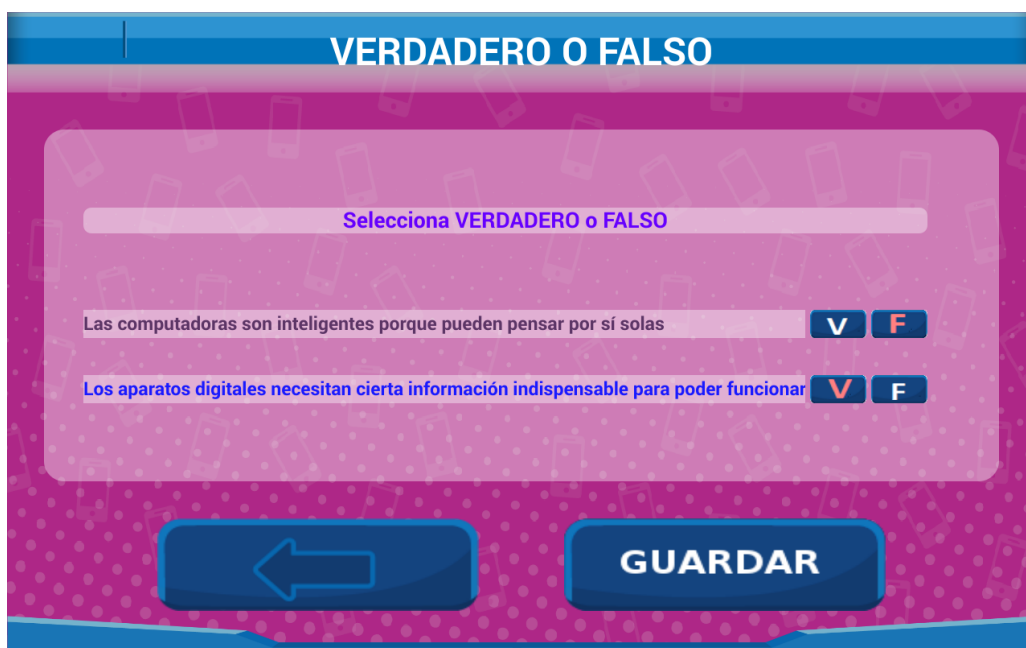 VERDADERO O FALSO
Selecciona VERDADERO o FALSO
Las computadoras son inteligentes porque pueden pensar por sí solas V F
Los aparatos digitales necesitan cierta información indispensable para poder funcionar V F
GUARDAR